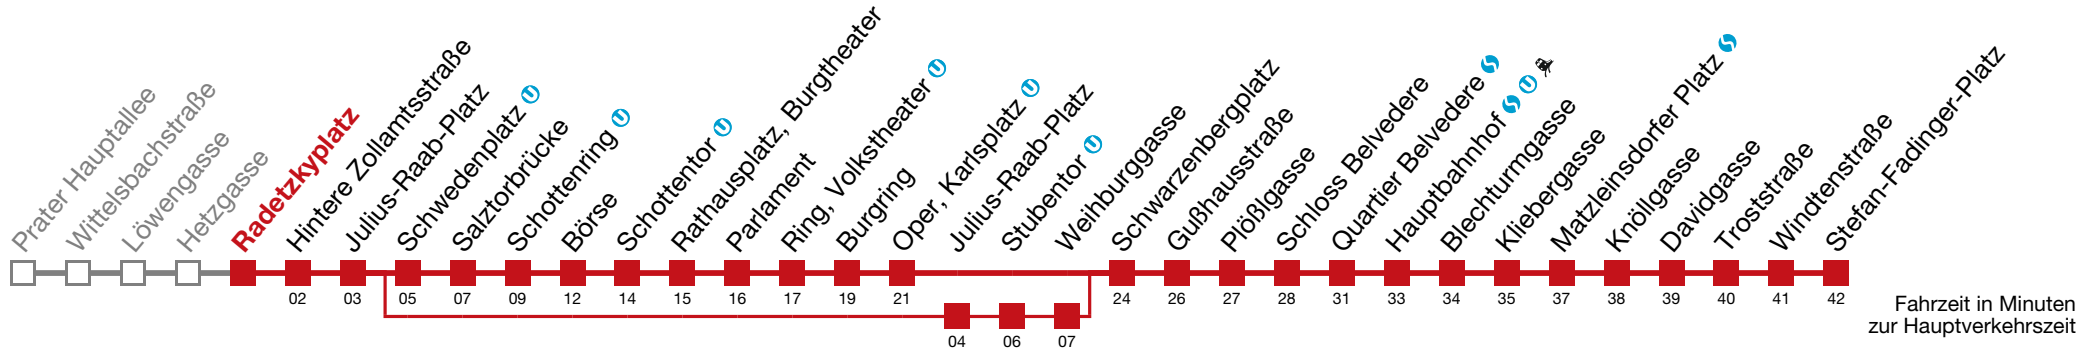 Prater Hauptallee
Wittelsbachstraße
Löwengasse
Hetzgasse
Radetzkyplatz
Hintere Zollamtsstraße
Julius-Raab-Platz
Schwedenplatz U
Salztorbrücke
Schottenring U
Börse
Schottentor U
Rathausplatz, Burgtheater
Parlament
Ring, Volkstheater U
Burgring
Oper, Karlsplatz U
Julius-Raab-Platz
Stubentor U
Weihburggasse
Schwarzenbergplatz
Gußhausstraße
Plößlgasse
Schloss Belvedere
Quartier Belvedere S
Hauptbahnhof S U
Blechturmgasse
Kliebergasse
Matzleinsdorfer Platz S
Knöllgasse
Davidgasse
Troststraße
Windtenstraße
Stefan-Fadinger-Platz
02 03 05 07 09 12 14 15 16 17 19 21 24 26 27 28 31 33 34 35 37 38 39 40 41 42
04 06 07
Fahrzeit in Minuten
zur Hauptverkehrszeit